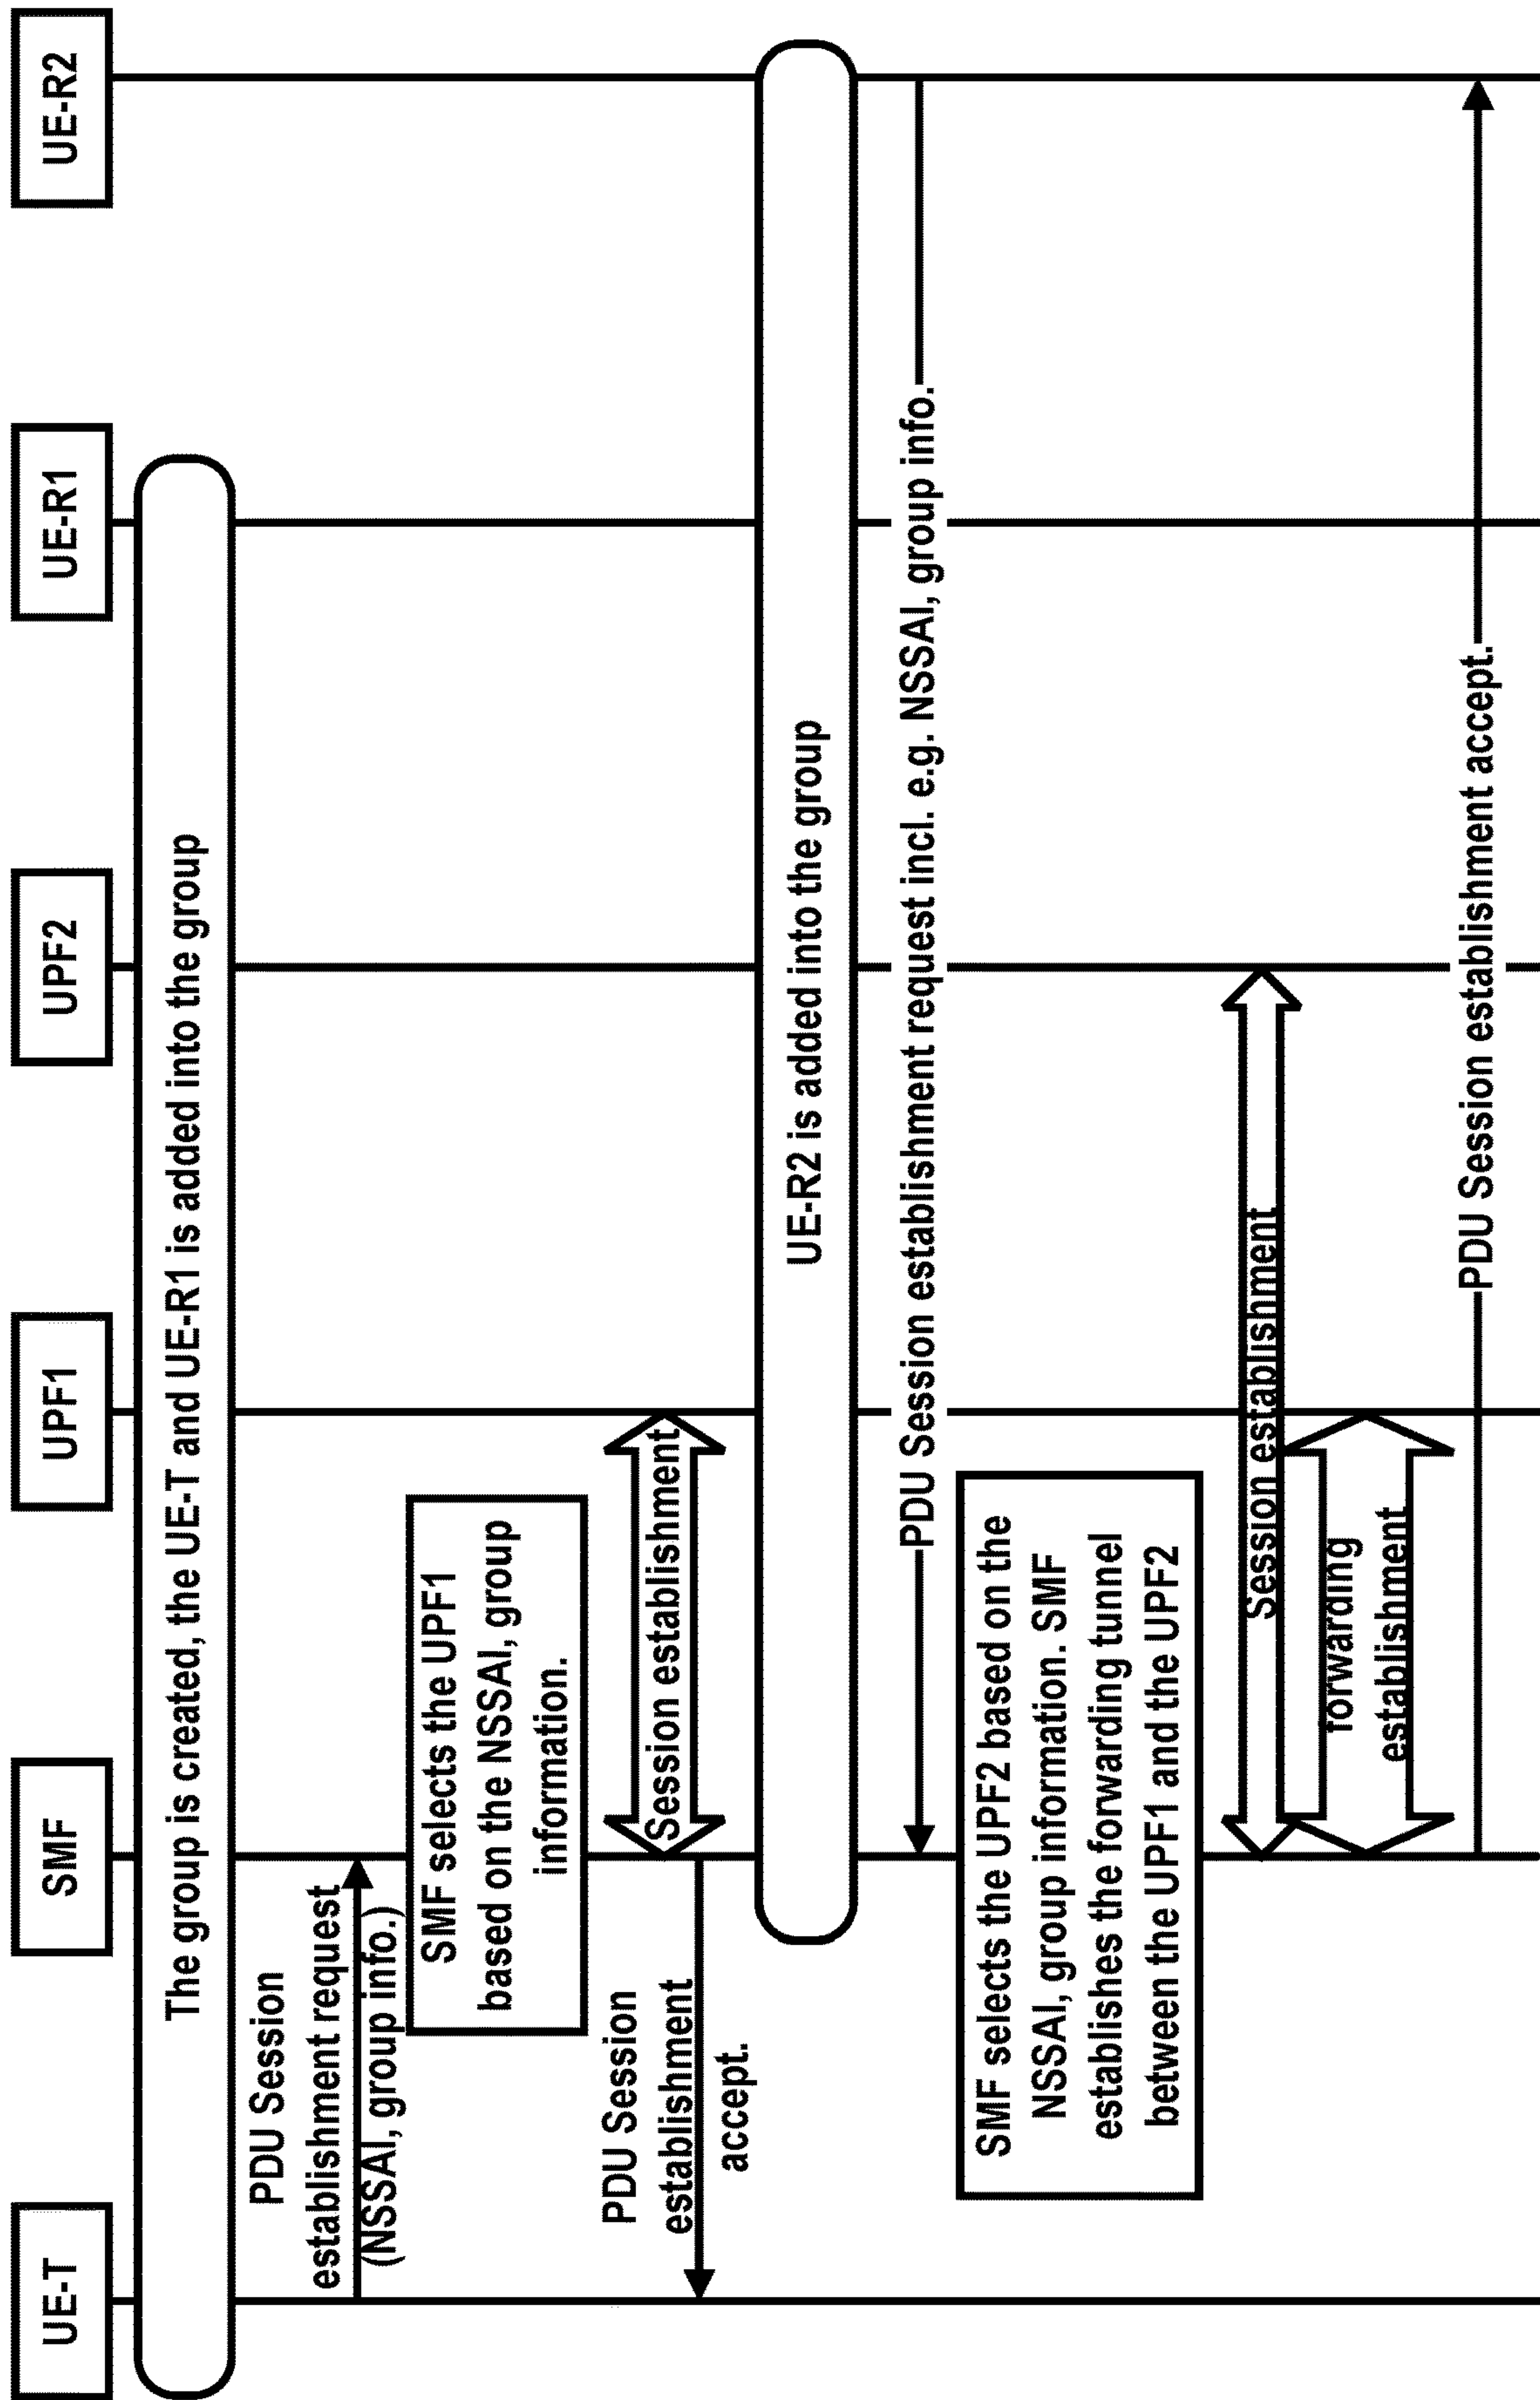 UE-T
SMF
UPF1
UPF2
UE-R1
UE-R2
The group is created, the UE-T and UE-R1 is added into the group
PDU Session
establishment request
(NSSAI, group info.)
SMF selects the UPF1
based on the NSSAI, group
information.
Session establishment
PDU Session
establishment
accept.
UE-R2 is added into the group
PDU Session establishment request incl. e.g. NSSAI, group info.
SMF selects the UPF2 based on the
NSSAI, group information. SMF
establishes the forwarding tunnel
between the UPF1 and the UPF2
Session establishment
forwarding
establishment
PDU Session establishment accept.